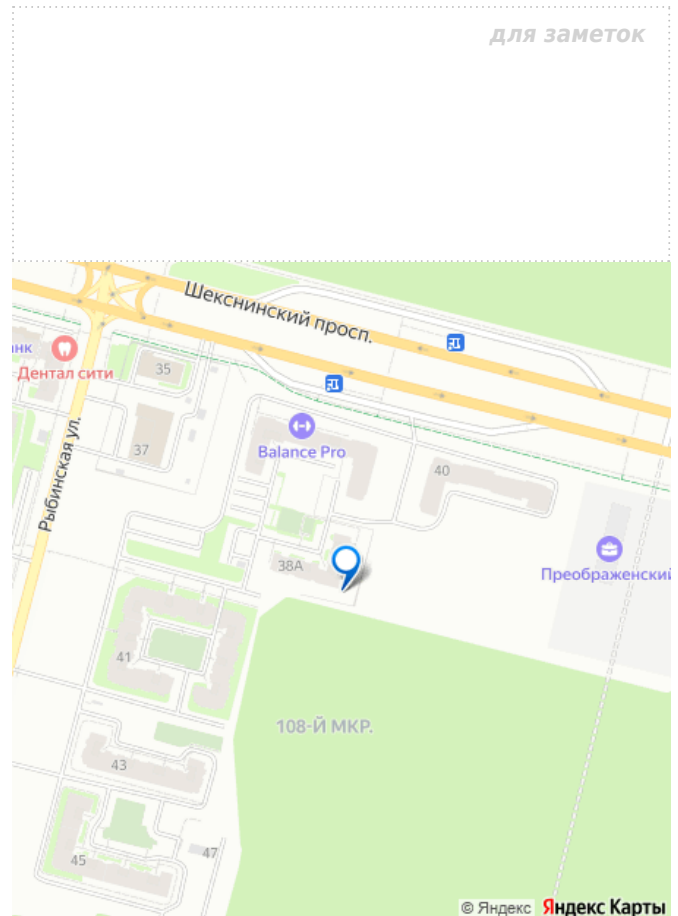 для заметок
Шекснинский просп.
нк
Дентал сити
35
37
Рыбинская ул.
Balance Pro
40
38А
Преображенский
41
108-Й МКР.
43
45
47
© Яндекс Яндекс Карты